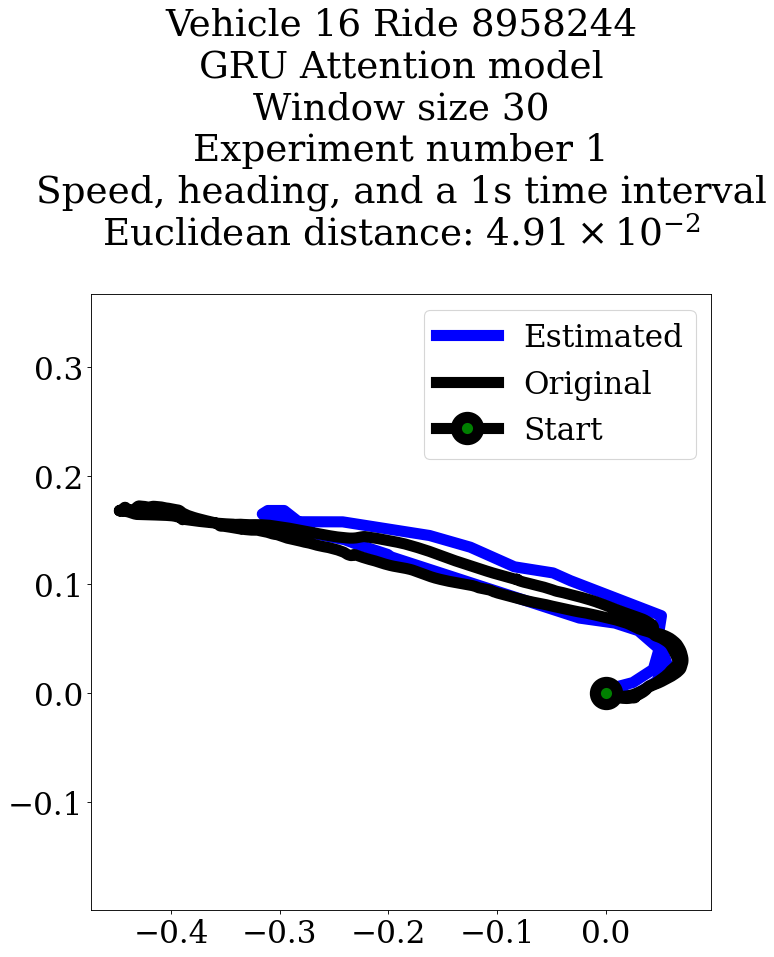 Vehicle 16 Ride 8958244
GRU Attention model
Window size 30
Experiment number 1
Speed, heading, and a 1s time interval
Euclidean distance: 4.91 × 10⁻²
Estimated
Original
Start
0.3
0.2
0.1
0.0
−0.1
−0.4 −0.3 −0.2 −0.1 0.0